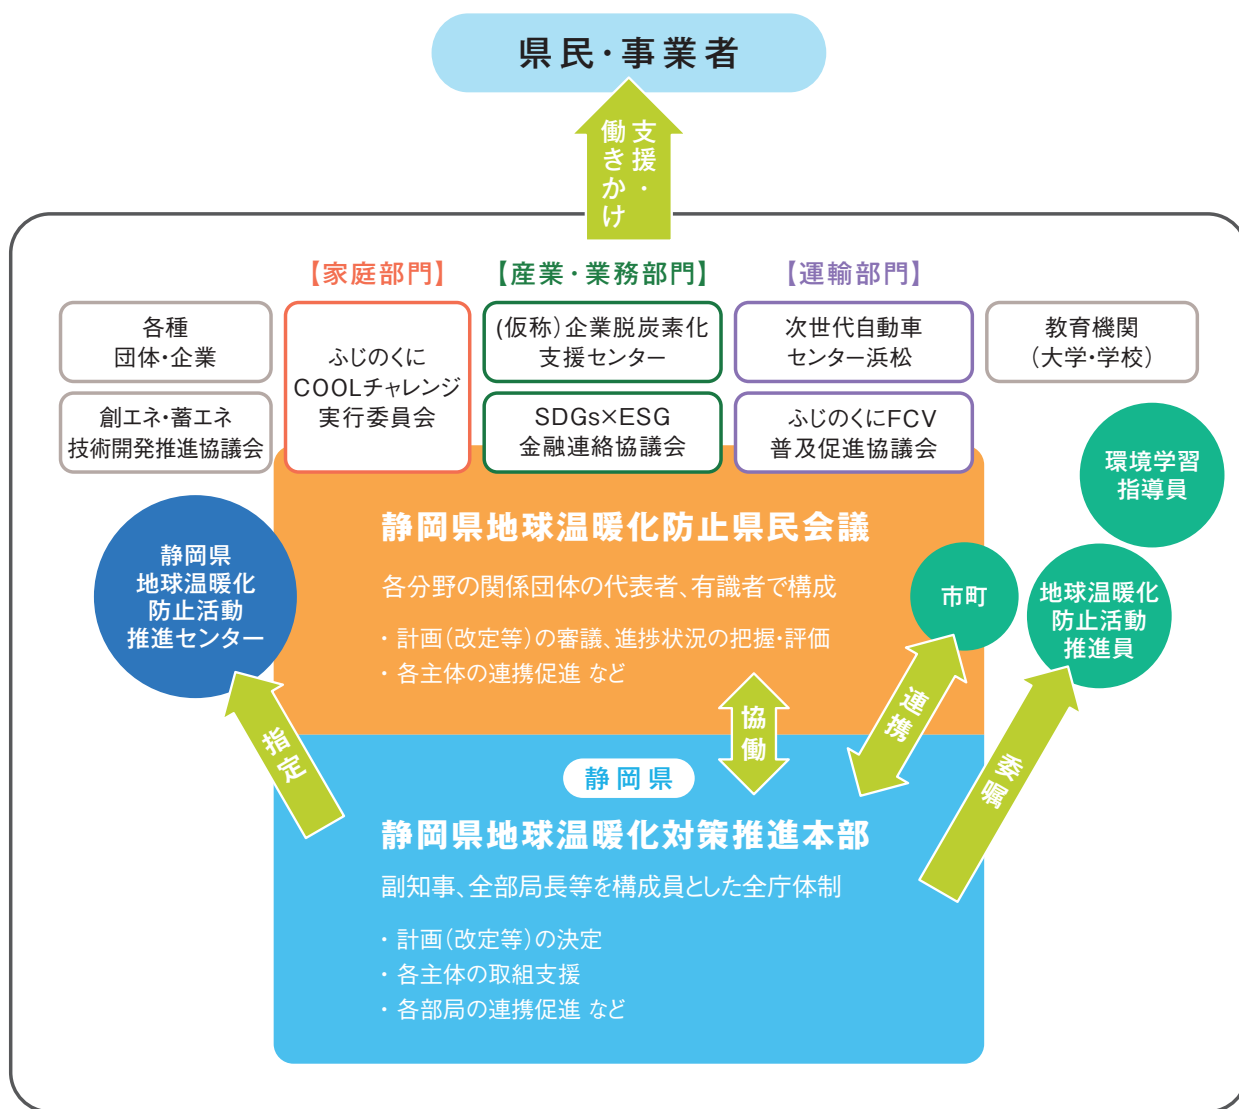 県民・事業者
支援・
働きかけ
【家庭部門】
【産業・業務部門】
【運輸部門】
各種
団体・企業
創エネ・蓄エネ
技術開発推進協議会
ふじのくに
COOLチャレンジ
実行委員会
(仮称)企業脱炭素化
支援センター
SDGs×ESG
金融連絡協議会
次世代自動車
センター浜松
ふじのくにFCV
普及促進協議会
教育機関
(大学・学校)
環境学習
指導員
静岡県
地球温暖化
防止活動
推進センター
静岡県地球温暖化防止県民会議
各分野の関係団体の代表者、有識者で構成
・計画(改定等)の審議、進捗状況の把握・評価
・各主体の連携促進 など
市町
地球温暖化
防止活動
推進員
指定
協働
連携
委嘱
静岡県
静岡県地球温暖化対策推進本部
副知事、全部局長等を構成員とした全庁体制
・計画(改定等)の決定
・各主体の取組支援
・各部局の連携促進 など